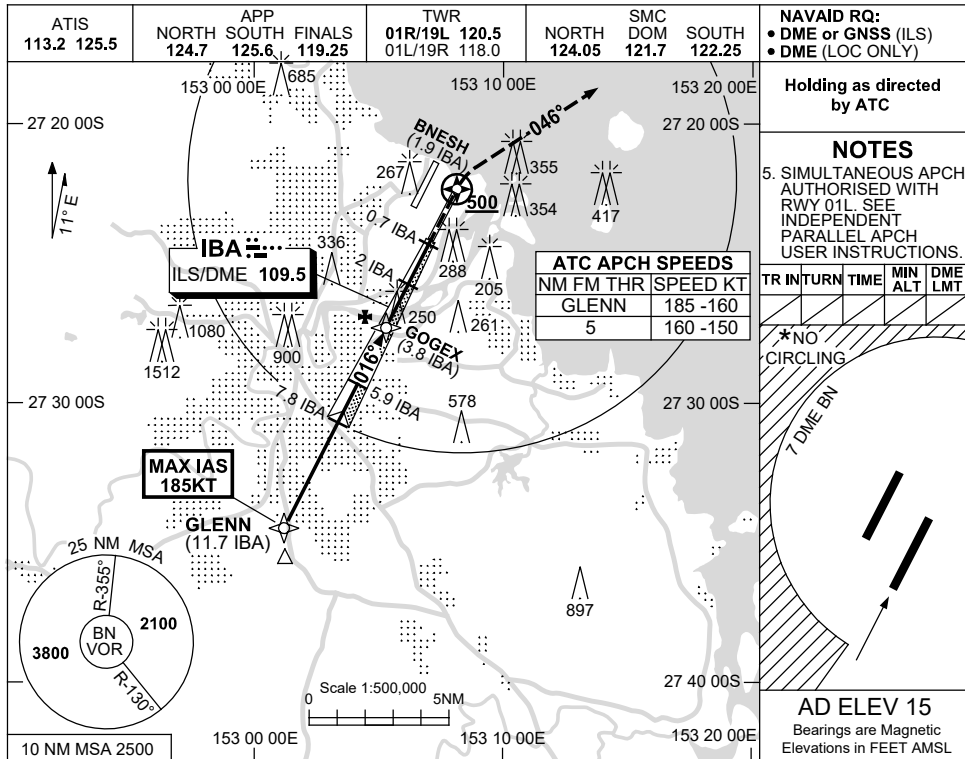 ATIS
113.2 125.5
APP
NORTH SOUTH FINALS
124.7 125.6 119.25
TWR
01R/19L 120.5
01L/19R 118.0
SMC
NORTH DOM SOUTH
124.05 121.7 122.25
NAVAID RQ:
• DME or GNSS (ILS)
• DME (LOC ONLY)
Holding as directed
by ATC
NOTES
5. SIMULTANEOUS APCH
AUTHORISED WITH
RWY 01L. SEE
INDEPENDENT
PARALLEL APCH
USER INSTRUCTIONS.
TR IN TURN TIME MIN ALT DME LMT
*NO
CIRCLING
7 DME BN
AD ELEV 15
Bearings are Magnetic
Elevations in FEET AMSL
153 00 00E
153 10 00E
153 20 00E
685
27 20 00S
27 20 00S
11° E
BNESH
(1.9 IBA)
046°
267
355
354
417
500
0.7 IBA
IBA
ILS/DME 109.5
336
2 IBA
288
205
ATC APCH SPEEDS
NM FM THR SPEED KT
GLENN 185 -160
5 160 -150
250
261
1080
900
1512
GOGEX
(3.8 IBA)
016°
7.8 IBA
5.9 IBA
578
27 30 00S
27 30 00S
MAX IAS
185KT
GLENN
(11.7 IBA)
25 NM MSA
R-355°
BN
VOR
3800
2100
R-130°
897
Scale 1:500,000
0 5NM
27 40 00S
10 NM MSA 2500
153 00 00E
153 10 00E
153 20 00E